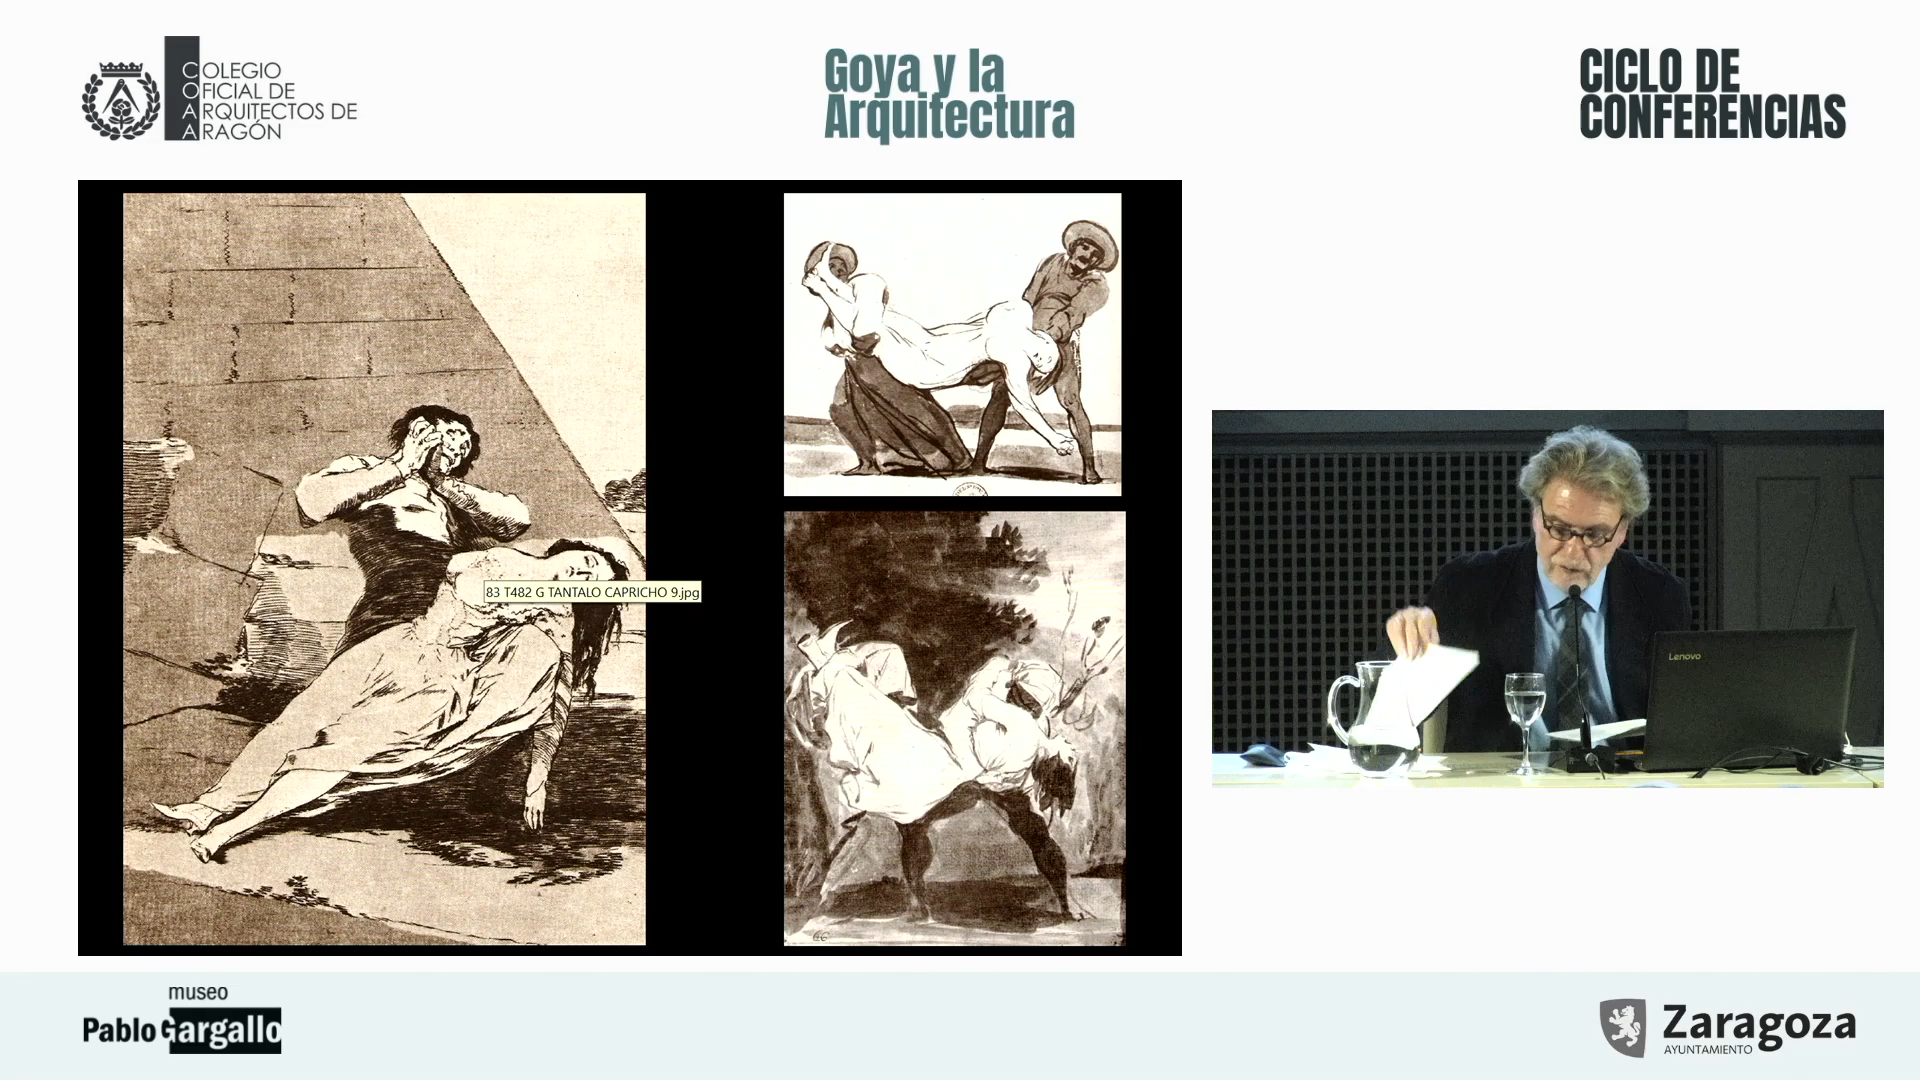 COLEGIO
OFICIAL DE
ARQUITECTOS DE
ARAGÓN
Goya y la
Arquitectura
CICLO DE
CONFERENCIAS
83 T482 G TANTALO CAPRICHO 9.jpg
Lenovo
museo
Pablo Gargallo
Zaragoza
AYUNTAMIENTO